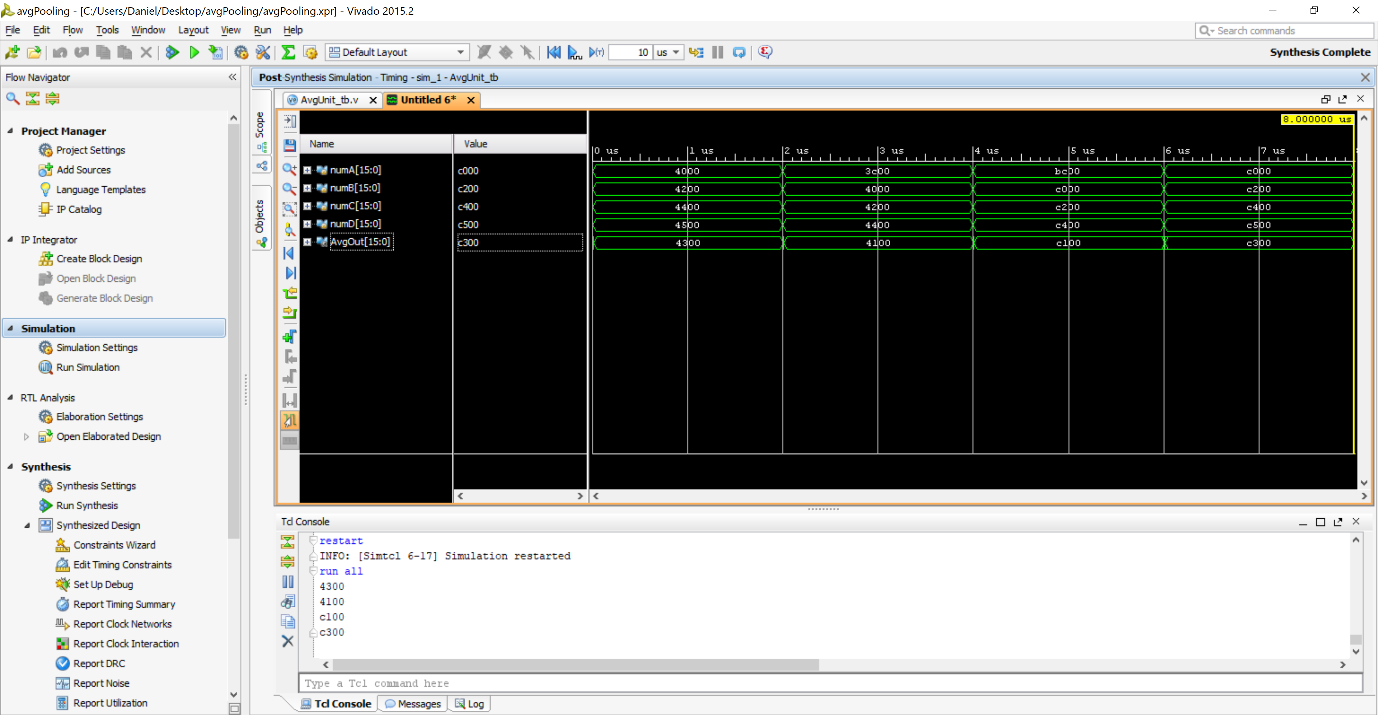 avgPooling - [C:/Users/Daniel/Desktop/avgPooling/avgPooling.xpr] - Vivado 2015.2
File Edit Flow Tools Window Layout View Run Help
Search commands
Default Layout
10 us
Synthesis Complete
Flow Navigator
Project Manager
Project Settings
Add Sources
Language Templates
IP Catalog
IP Integrator
Create Block Design
Open Block Design
Generate Block Design
Simulation
Simulation Settings
Run Simulation
RTL Analysis
Elaboration Settings
Open Elaborated Design
Synthesis
Synthesis Settings
Run Synthesis
Synthesized Design
Constraints Wizard
Edit Timing Constraints
Set Up Debug
Report Timing Summary
Report Clock Networks
Report Clock Interaction
Report DRC
Report Noise
Report Utilization
Post-Synthesis Simulation - Timing - sim_1 - AvgUnit_tb
AvgUnit_tb.v
Untitled 6*
Scope
Objects
8.000000 us
Name Value
0 us 1 us 2 us 3 us 4 us 5 us 6 us 7 us
numA[15:0] c000 4000 3c00 bc00 c000
numB[15:0] c200 4200 4000 c000 c200
numC[15:0] c400 4400 4200 c200 c400
numD[15:0] c500 4500 4400 c400 c500
AvgOut[15:0] c300 4300 4100 c100 c300
Tcl Console
restart
INFO: [Simtcl 6-17] Simulation restarted
run all
4300
4100
c100
c300
Type a Tcl command here
Tcl Console Messages Log